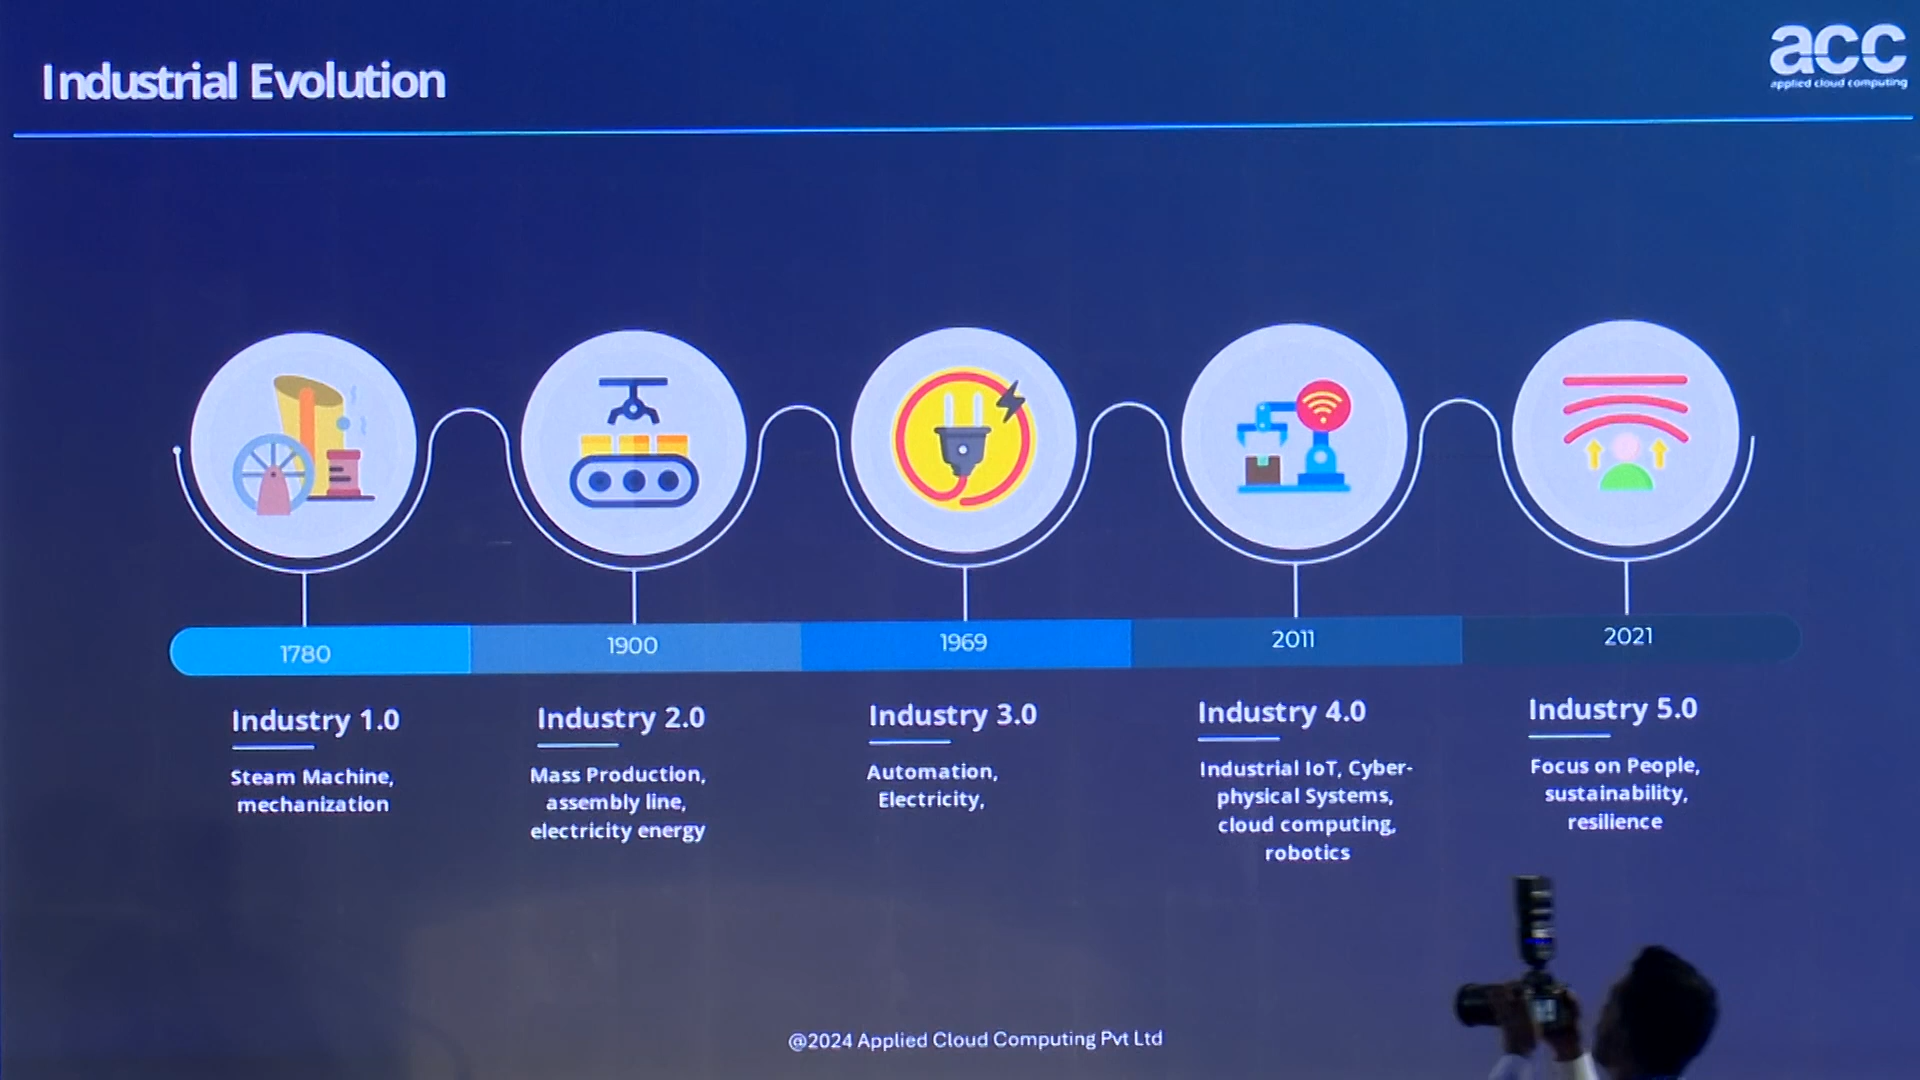 Industrial Evolution
acc
applied cloud computing
1780
1900
1969
2011
2021
Industry 1.0
Steam Machine,
mechanization
Industry 2.0
Mass Production,
assembly line,
electricity energy
Industry 3.0
Automation,
Electricity,
Industry 4.0
Industrial IoT, Cyber-
physical Systems,
cloud computing,
robotics
Industry 5.0
Focus on People,
sustainability,
resilience
@2024 Applied Cloud Computing Pvt Ltd